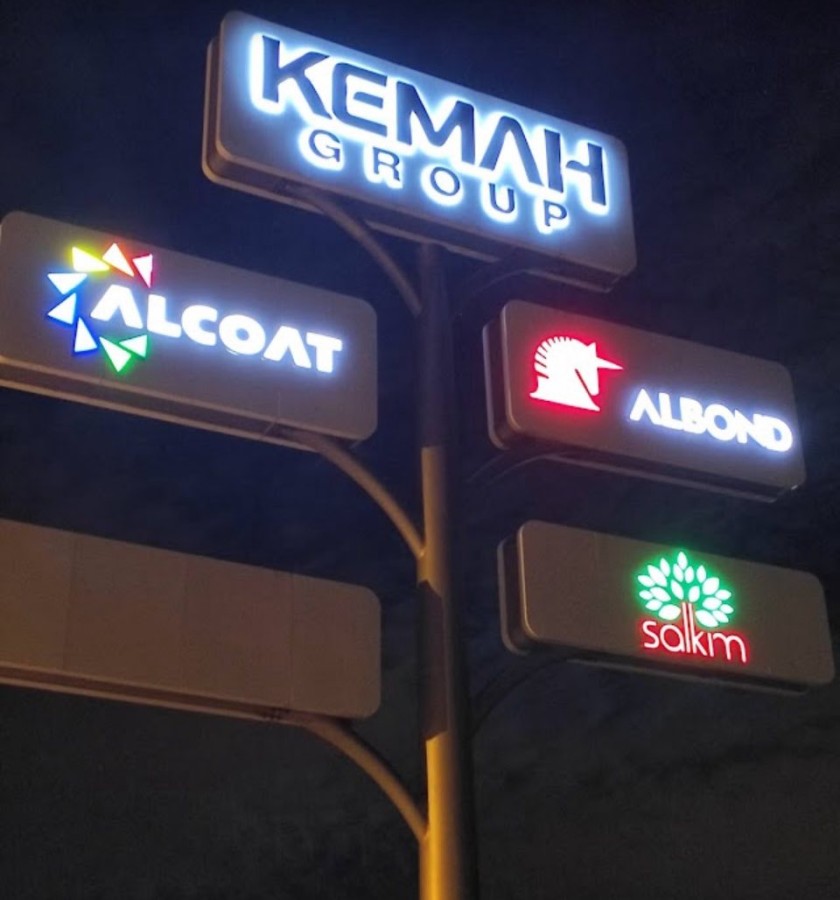 KEMAH
GROUP
ALCOAT
ALBOND
salkım